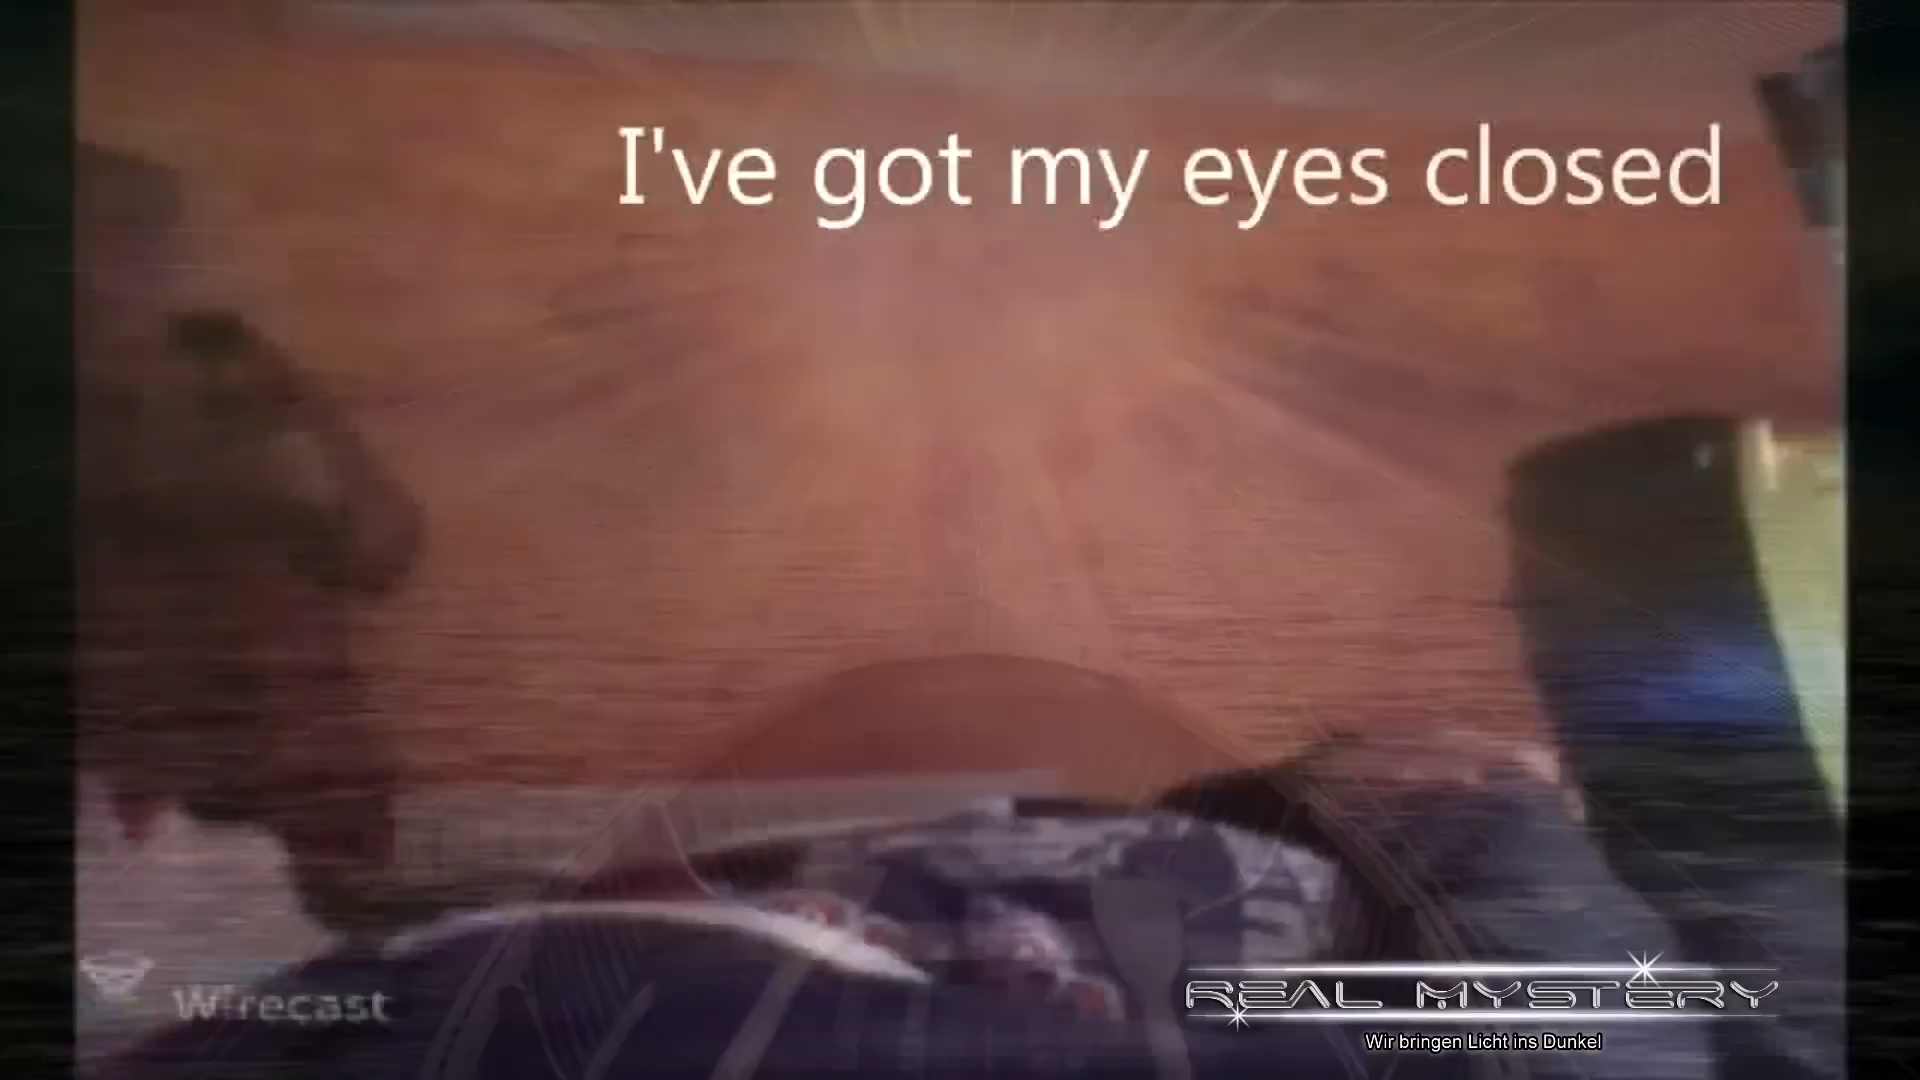 I've got my eyes closed
Wirecast
REAL MYSTERY
Wir bringen Licht ins Dunkel